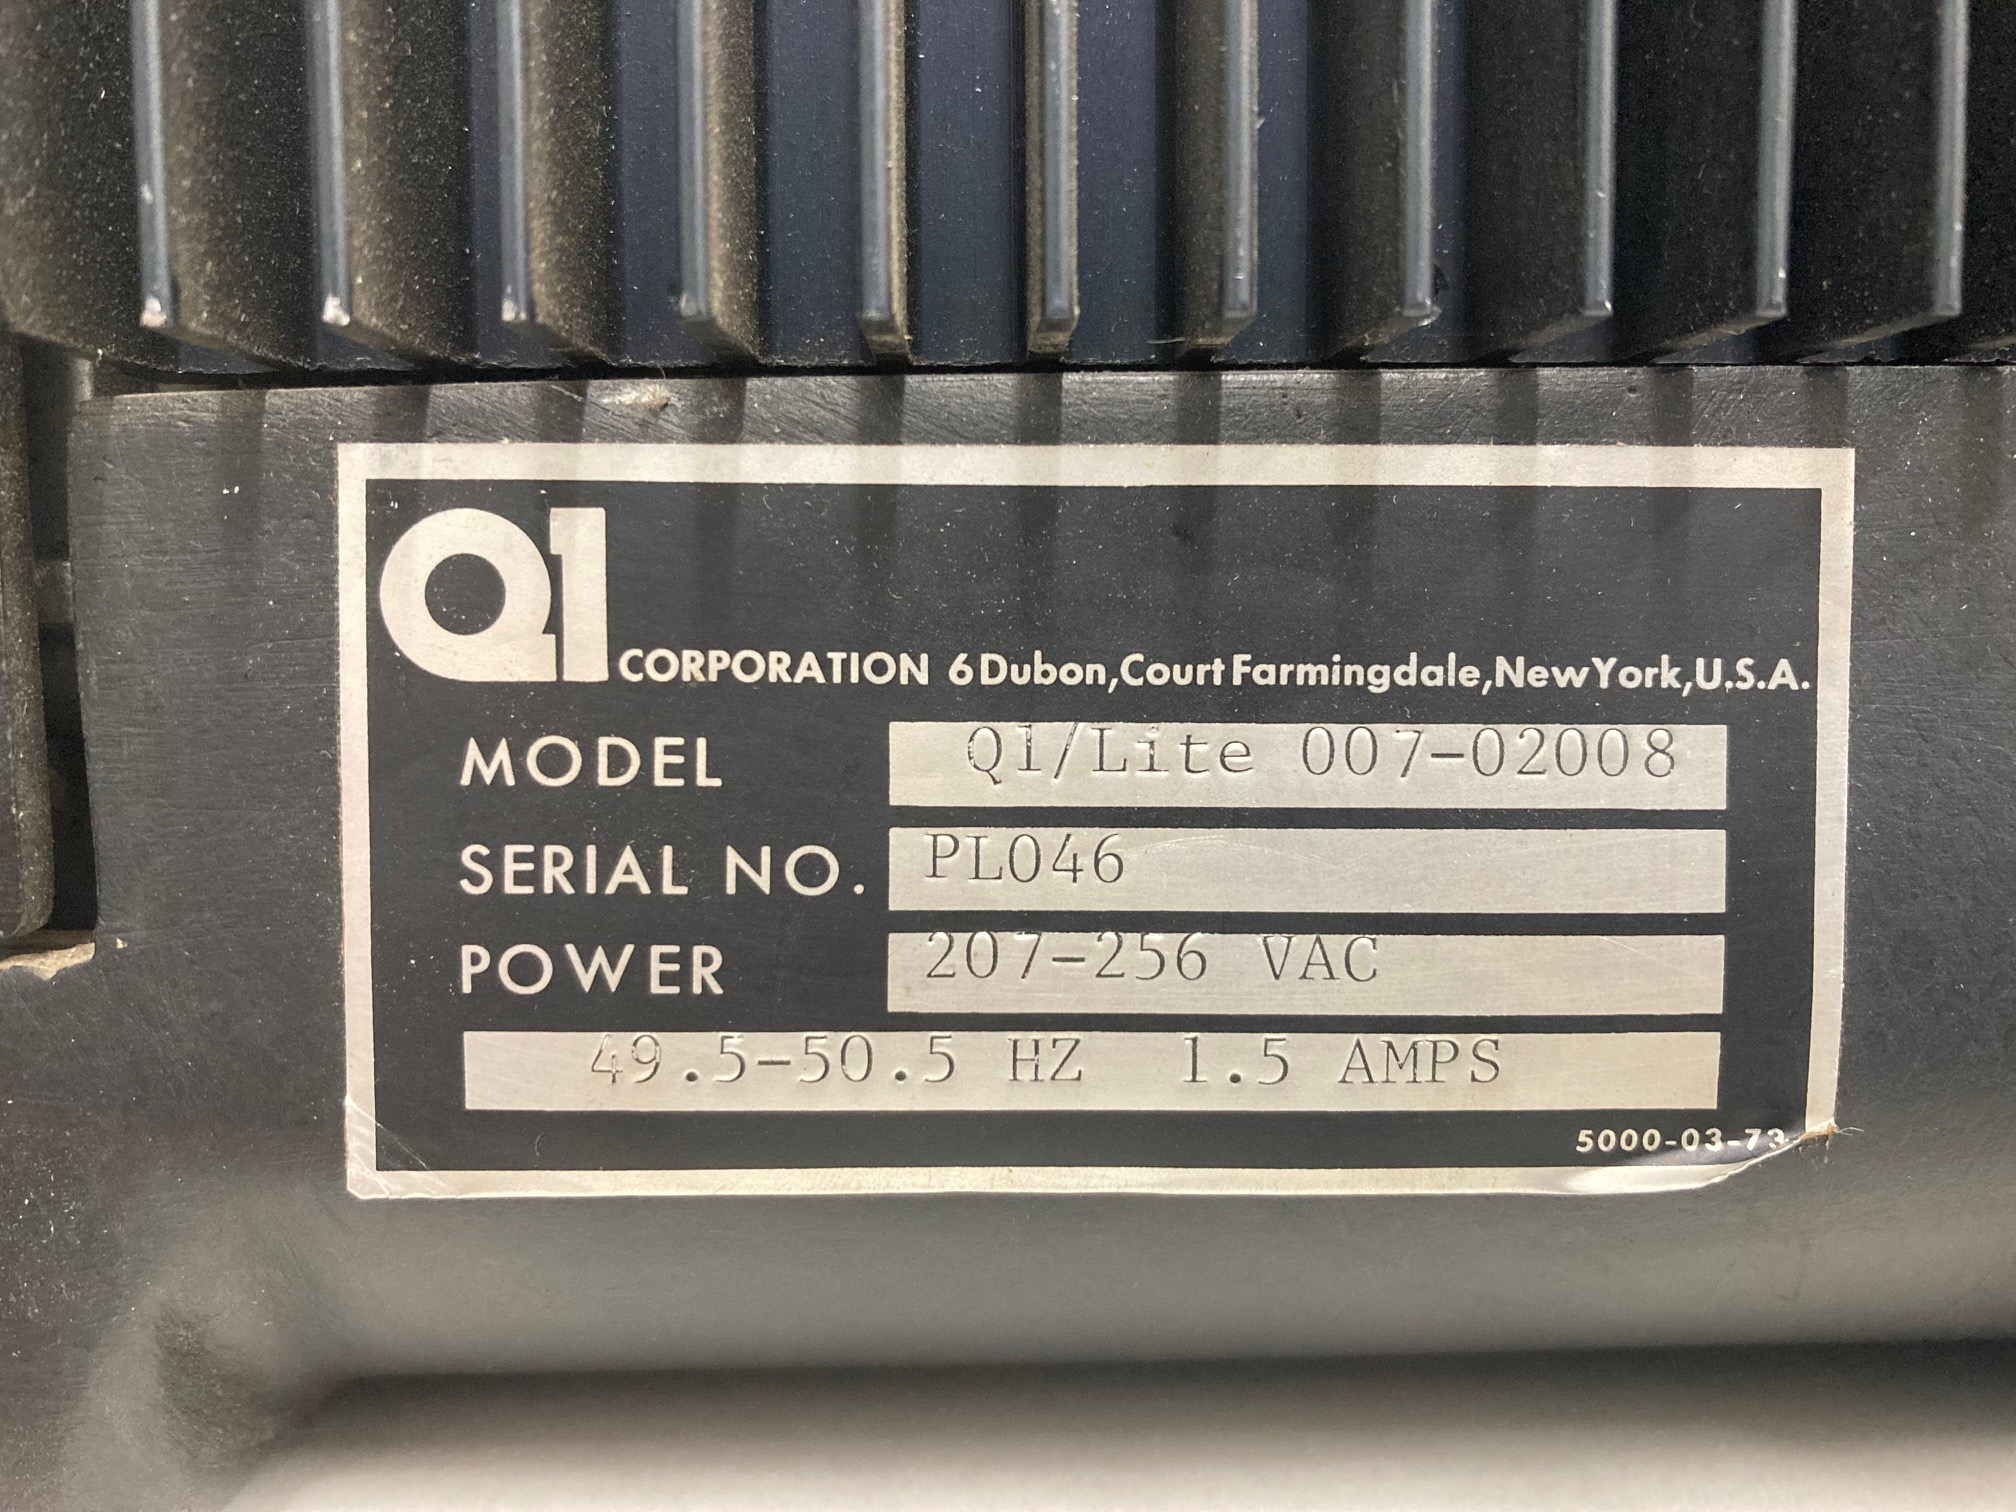 Q1 CORPORATION 6 Dubon,Court Farmingdale,New York,U.S.A.
MODEL Q1/Lite 007-02008
SERIAL NO. PL046
POWER 207-256 VAC
49.5-50.5 HZ 1.5 AMPS
5000-03-73